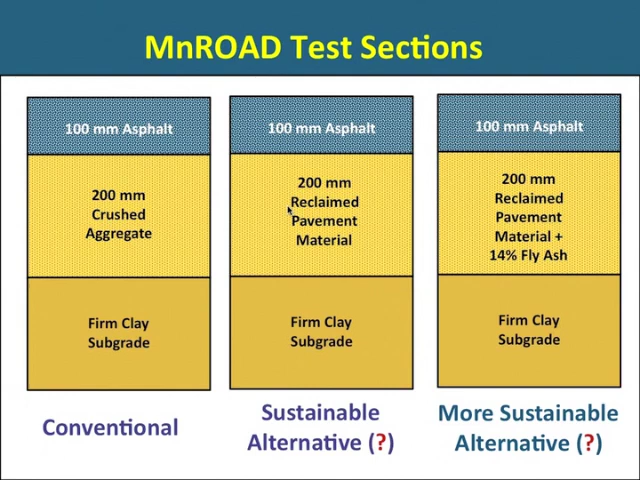 MnROAD Test Sections
100 mm Asphalt
200 mm
Crushed
Aggregate
Firm Clay
Subgrade
Conventional
100 mm Asphalt
200 mm
Reclaimed
Pavement
Material
Firm Clay
Subgrade
Sustainable
Alternative (?)
100 mm Asphalt
200 mm
Reclaimed
Pavement
Material +
14% Fly Ash
Firm Clay
Subgrade
More Sustainable
Alternative (?)